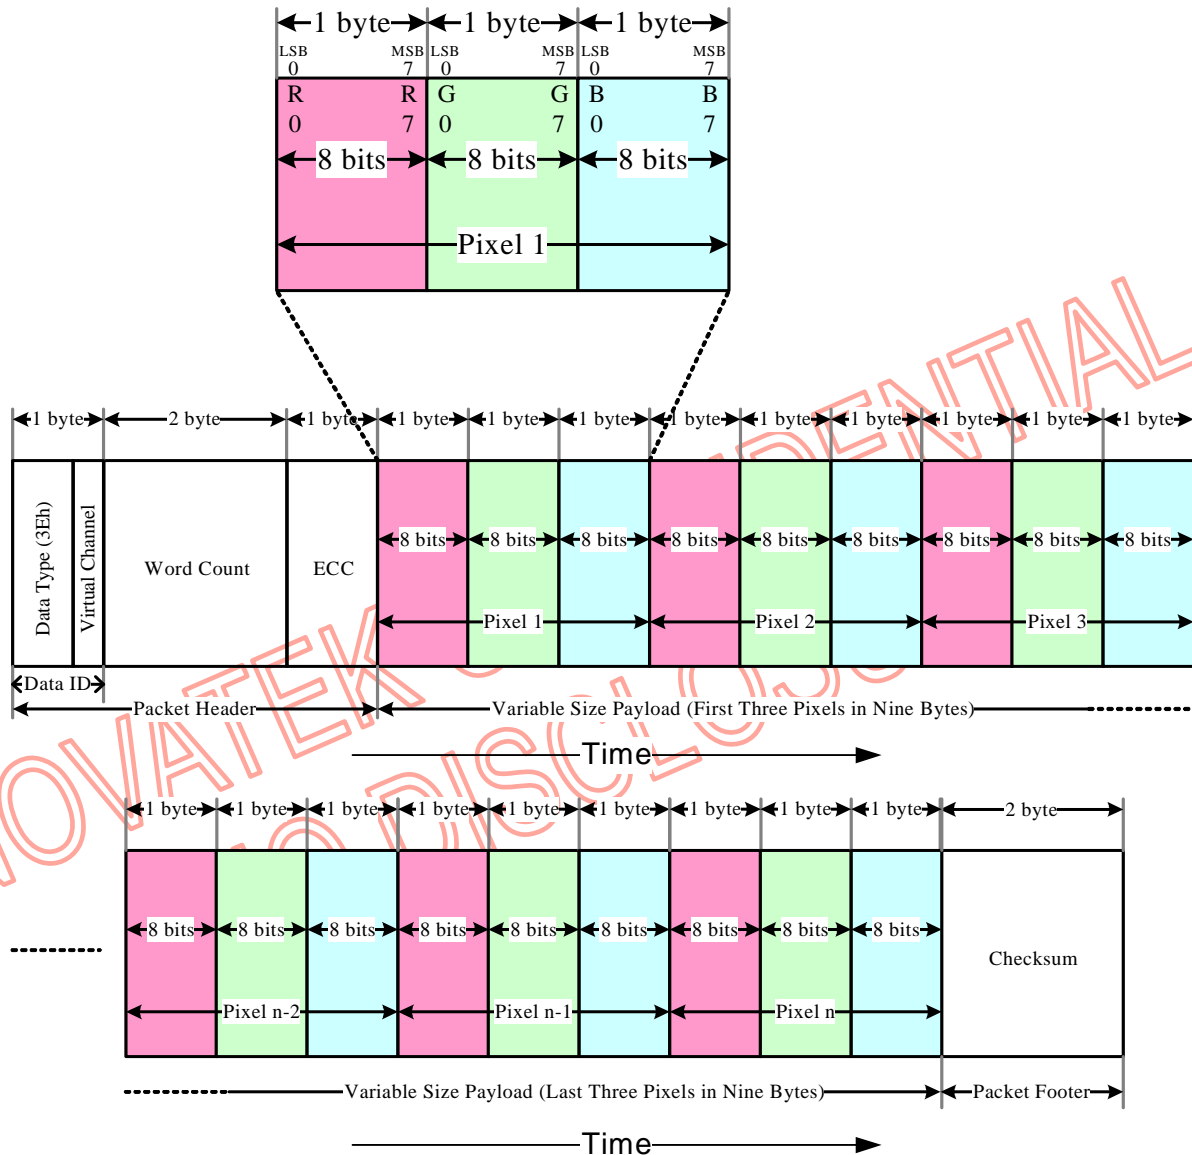 1 byte 1 byte 1 byte
LSB MSB LSB MSB LSB MSB
0 7 0 7 0 7
R R G G B B
0 7 0 7 0 7
8 bits 8 bits 8 bits
Pixel 1
1 byte 2 byte 1 byte 1 byte 1 byte 1 byte 1 byte 1 byte 1 byte 1 byte 1 byte 1 byte
Data Type (3Eh)
Virtual Channel
Word Count
ECC
8 bits 8 bits 8 bits 8 bits 8 bits 8 bits 8 bits 8 bits 8 bits
Pixel 1 Pixel 2 Pixel 3
Data ID
Packet Header Variable Size Payload (First Three Pixels in Nine Bytes)
Time
1 byte 1 byte 1 byte 1 byte 1 byte 1 byte 1 byte 1 byte 1 byte 2 byte
8 bits 8 bits 8 bits 8 bits 8 bits 8 bits 8 bits 8 bits 8 bits
Checksum
Pixel n-2 Pixel n-1 Pixel n
Variable Size Payload (Last Three Pixels in Nine Bytes) Packet Footer
Time